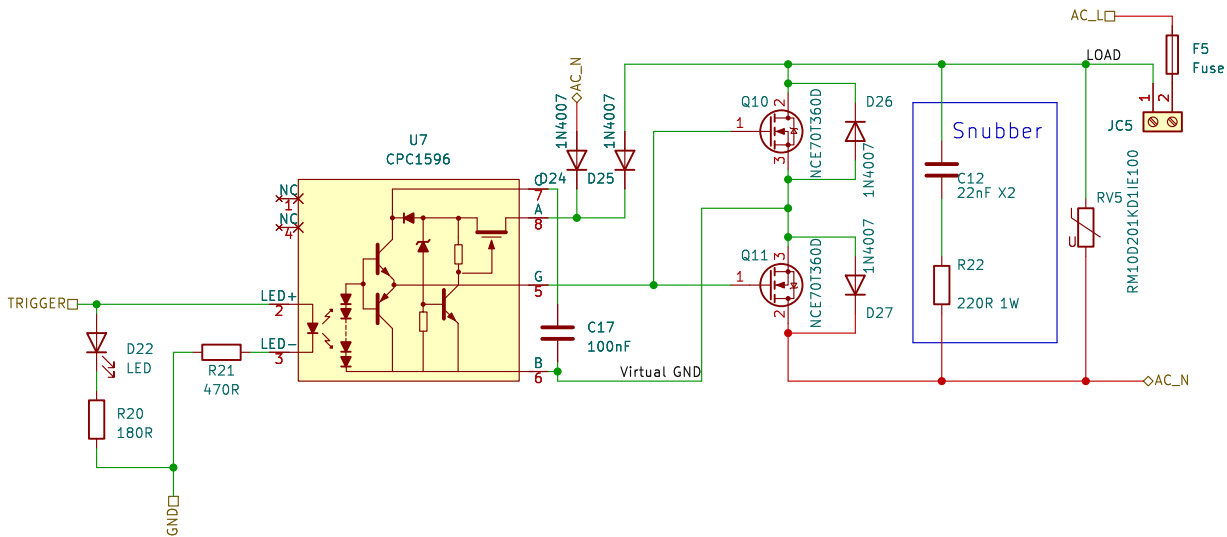 AC_L
LOAD
F5
Fuse
1
2
JC5
AC_N
1N4007
1N4007
D24
D25
U7
CPC1596
NC
1
NC
4
C
7
A
8
G
5
B
6
LED+
2
LED-
3
TRIGGER
D22
LED
R20
180R
R21
470R
GND
C17
100nF
Virtual GND
Q10
2
1
3
NCE70T360D
D26
1N4007
Q11
3
1
2
NCE70T360D
1N4007
D27
Snubber
C12
22nF X2
R22
220R 1W
RV5
U
RM10D201KD1IE100
AC_N